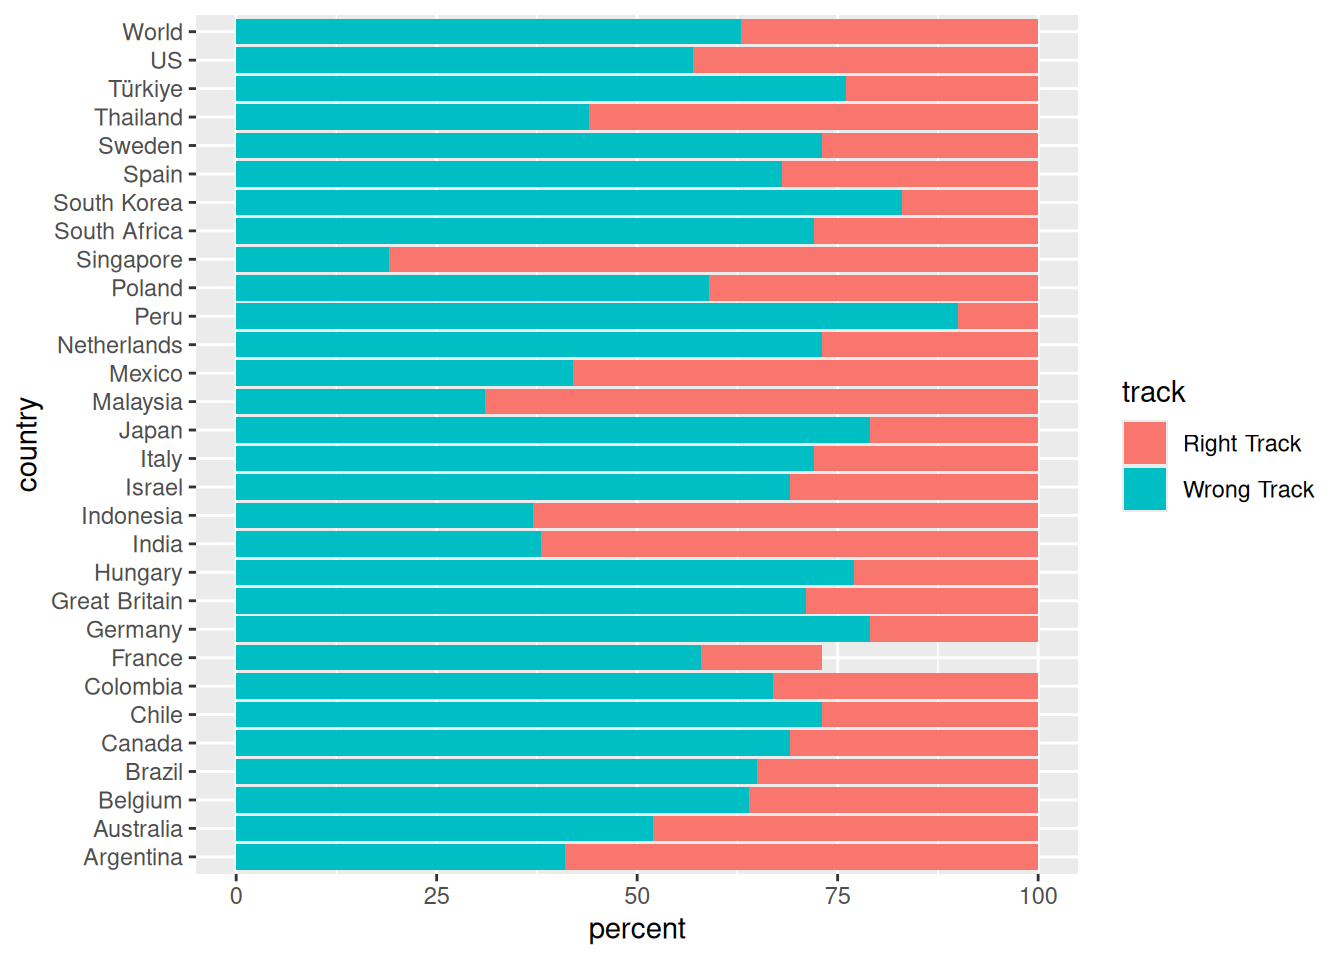 World
US
Türkiye
Thailand
Sweden
Spain
South Korea
South Africa
Singapore
Poland
Peru
Netherlands
Mexico
Malaysia
Japan
Italy
Israel
Indonesia
India
Hungary
Great Britain
Germany
France
Colombia
Chile
Canada
Brazil
Belgium
Australia
Argentina
country
0 25 50 75 100
percent
track
Right Track
Wrong Track